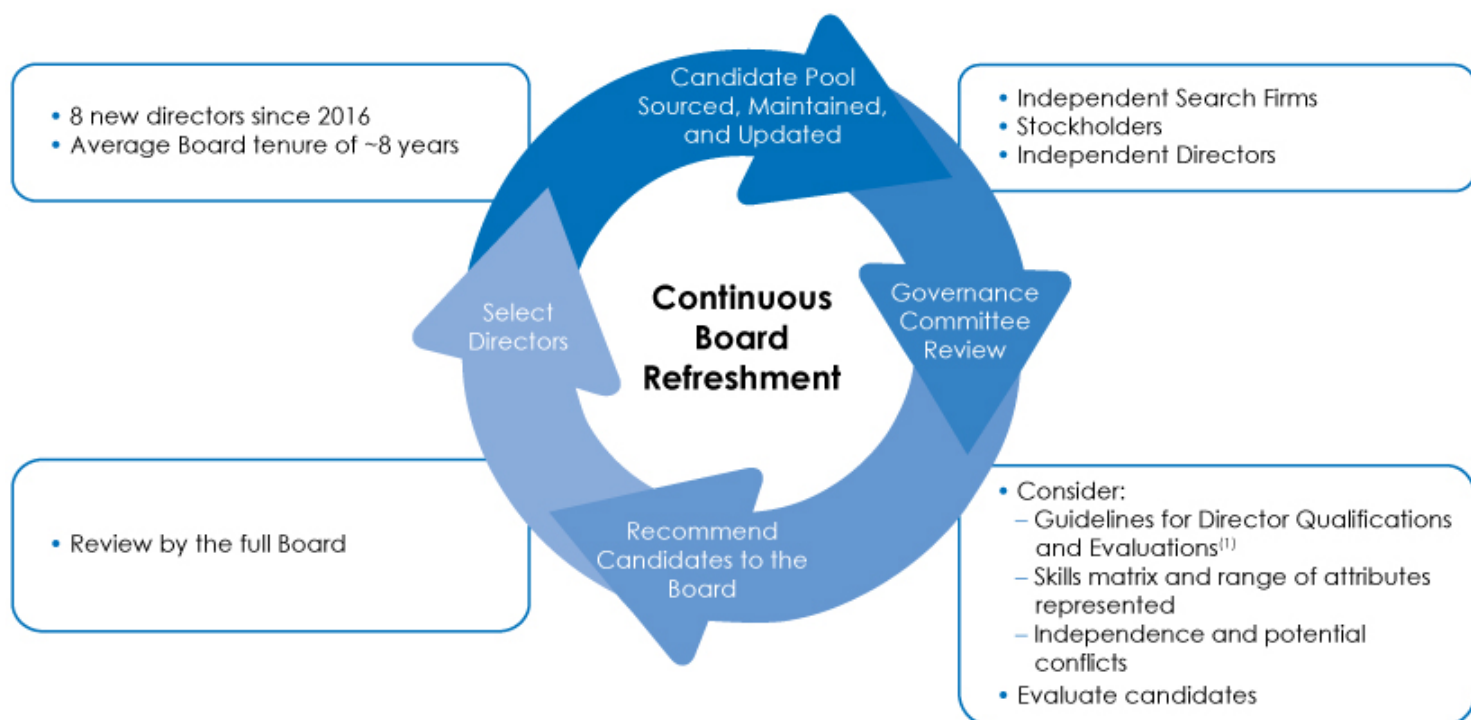 • 8 new directors since 2016
• Average Board tenure of ~8 years
Candidate Pool
Sourced, Maintained,
and Updated
• Independent Search Firms
• Stockholders
• Independent Directors
Select
Directors
Continuous
Board
Refreshment
Governance
Committee
Review
• Review by the full Board
Recommend
Candidates to the
Board
• Consider:
– Guidelines for Director Qualifications
and Evaluations(1)
– Skills matrix and range of attributes
represented
– Independence and potential
conflicts
• Evaluate candidates